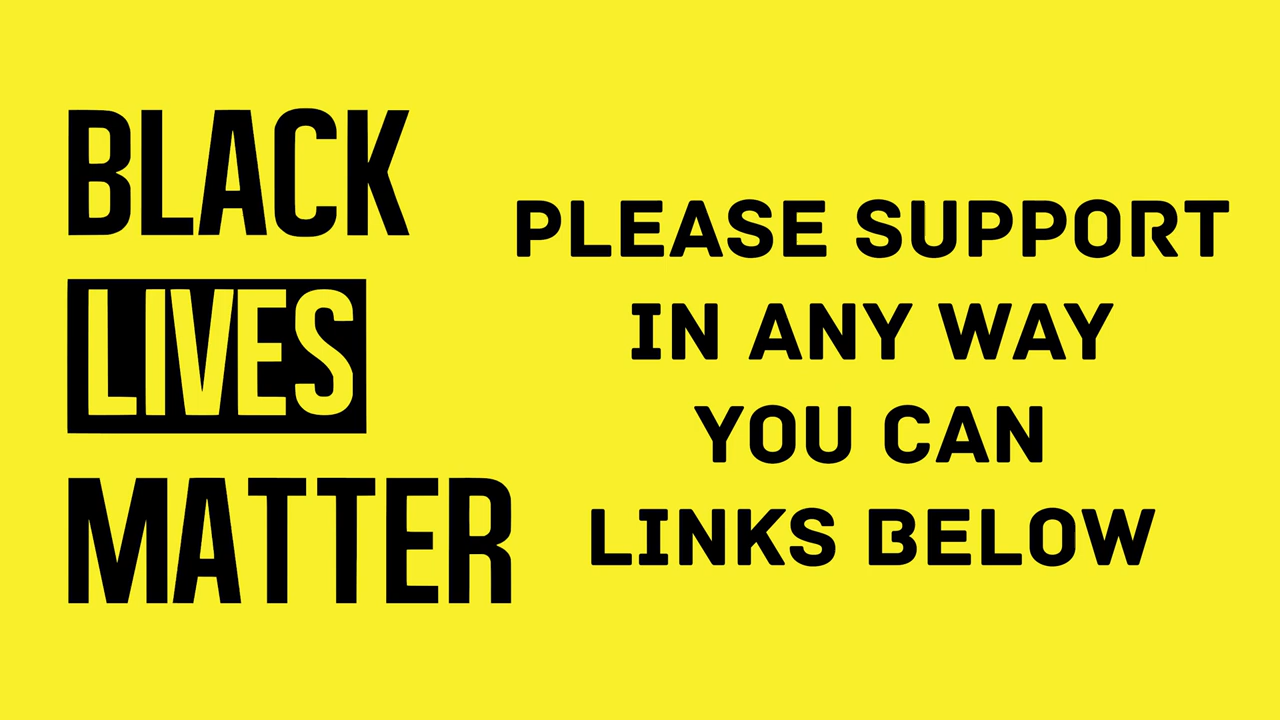 BLACK
LIVES
MATTER
PLEASE SUPPORT
IN ANY WAY
YOU CAN
LINKS BELOW